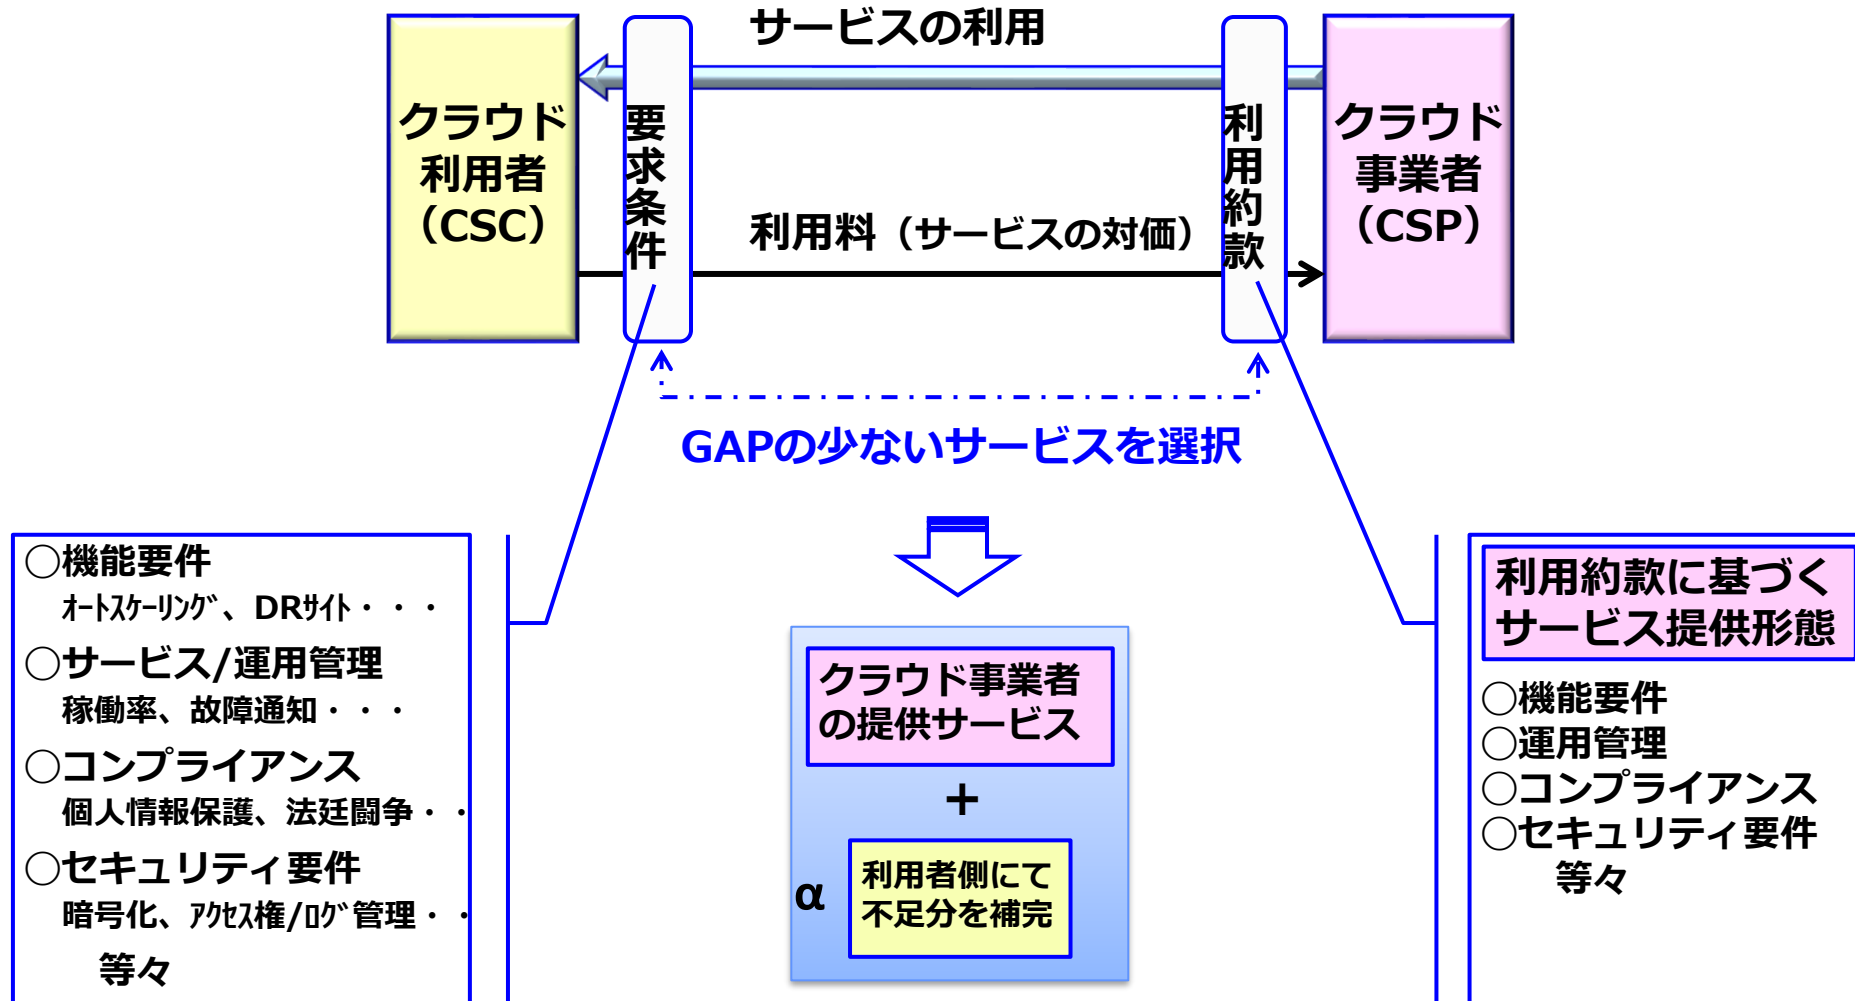 サービスの利用
クラウド
利用者
（CSC）
要求条件
利用約款
クラウド
事業者
（CSP）
利用料（サービスの対価）
GAPの少ないサービスを選択
○機能要件
ｵｰﾄｽｹｰﾘﾝｸﾞ、DRｻｲﾄ・・・
○サービス/運用管理
稼働率、故障通知・・・
○コンプライアンス
個人情報保護、法廷闘争・・
○セキュリティ要件
暗号化、ｱｸｾｽ権/ﾛｸﾞ管理・・
等々
クラウド事業者
の提供サービス
＋
α
利用者側にて
不足分を補完
利用約款に基づく
サービス提供形態
○機能要件
○運用管理
○コンプライアンス
○セキュリティ要件
等々